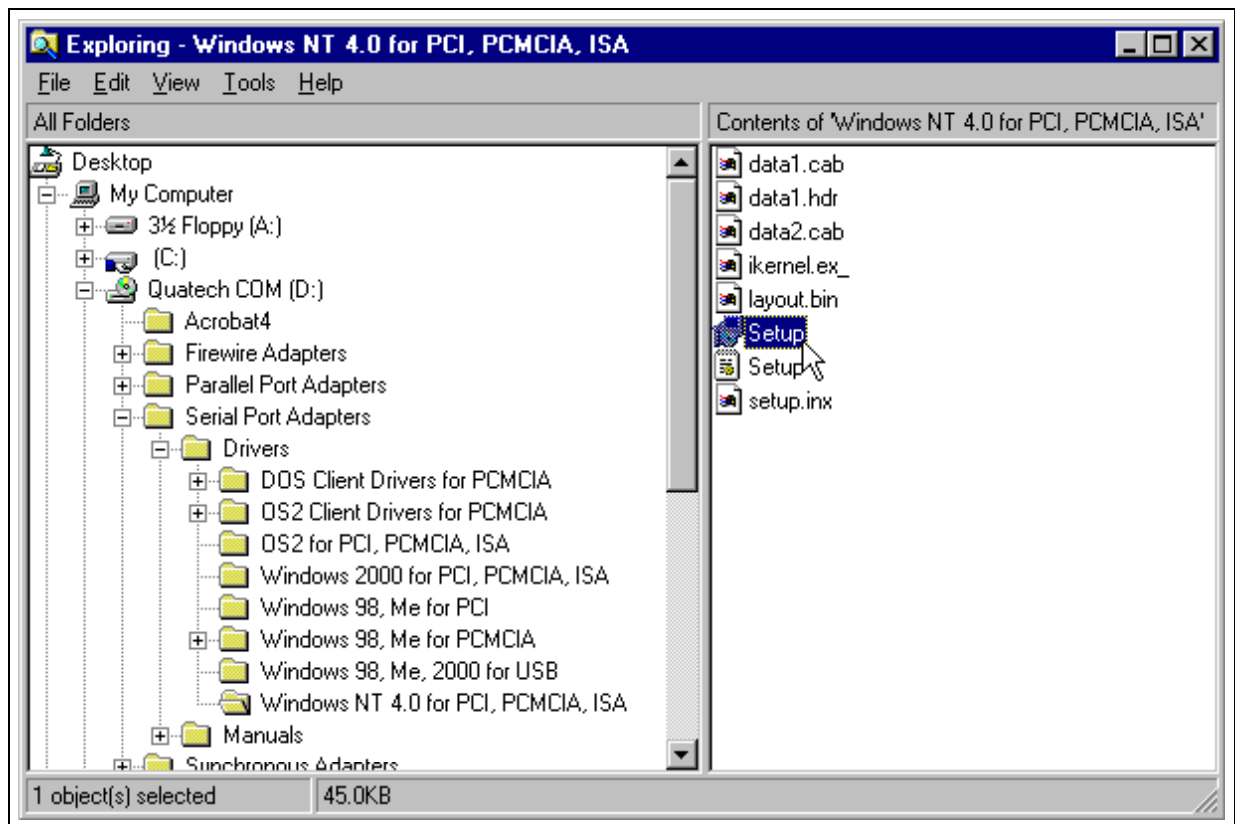 Exploring - Windows NT 4.0 for PCI, PCMCIA, ISA
File Edit View Tools Help
All Folders
Contents of 'Windows NT 4.0 for PCI, PCMCIA, ISA'
Desktop
My Computer
3½ Floppy (A:)
(C:)
Quatech COM (D:)
Acrobat4
Firewire Adapters
Parallel Port Adapters
Serial Port Adapters
Drivers
DOS Client Drivers for PCMCIA
OS2 Client Drivers for PCMCIA
OS2 for PCI, PCMCIA, ISA
Windows 2000 for PCI, PCMCIA, ISA
Windows 98, Me for PCI
Windows 98, Me for PCMCIA
Windows 98, Me, 2000 for USB
Windows NT 4.0 for PCI, PCMCIA, ISA
Manuals
Synchronous Adapters
data1.cab
data1.hdr
data2.cab
ikernel.ex_
layout.bin
Setup
Setup
setup.inx
1 object(s) selected
45.0KB